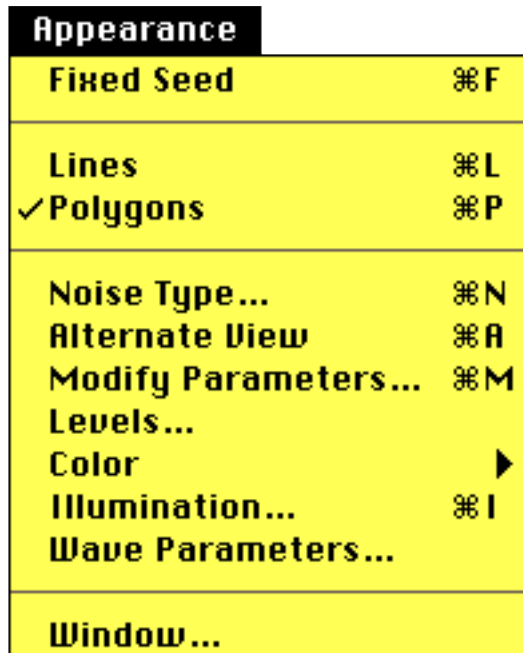 Appearance
Fixed Seed ⌘F
Lines ⌘L
✓Polygons ⌘P
Noise Type... ⌘N
Alternate View ⌘A
Modify Parameters... ⌘M
Levels...
Color ▶
Illumination... ⌘I
Wave Parameters...
Window...